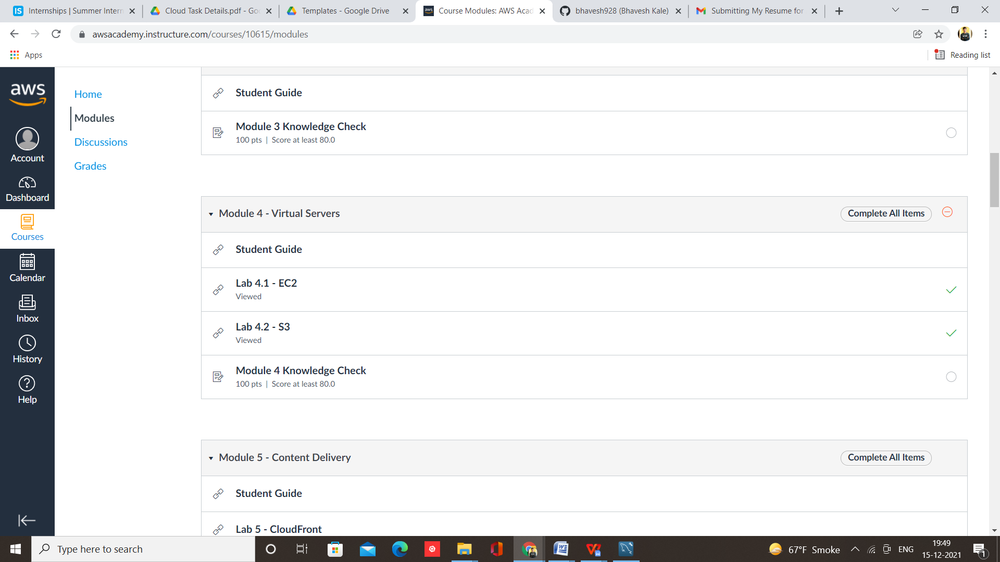 Internships | Summer Intern
Cloud Task Details.pdf - Goo
Templates - Google Drive
aws
Course Modules: AWS Acad
bhavesh928 (Bhavesh Kale)
Submitting My Resume for
awsacademy.instructure.com/courses/10615/modules
Apps
Reading list
aws
Account
Dashboard
Courses
Calendar
Inbox
History
Help
Home
Modules
Discussions
Grades
Student Guide
Module 3 Knowledge Check
100 pts | Score at least 80.0
Module 4 - Virtual Servers
Complete All Items
Student Guide
Lab 4.1 - EC2
Viewed
Lab 4.2 - S3
Viewed
Module 4 Knowledge Check
100 pts | Score at least 80.0
Module 5 - Content Delivery
Complete All Items
Student Guide
Lab 5 - CloudFront
Type here to search
67°F Smoke
ENG
19:49
15-12-2021
1